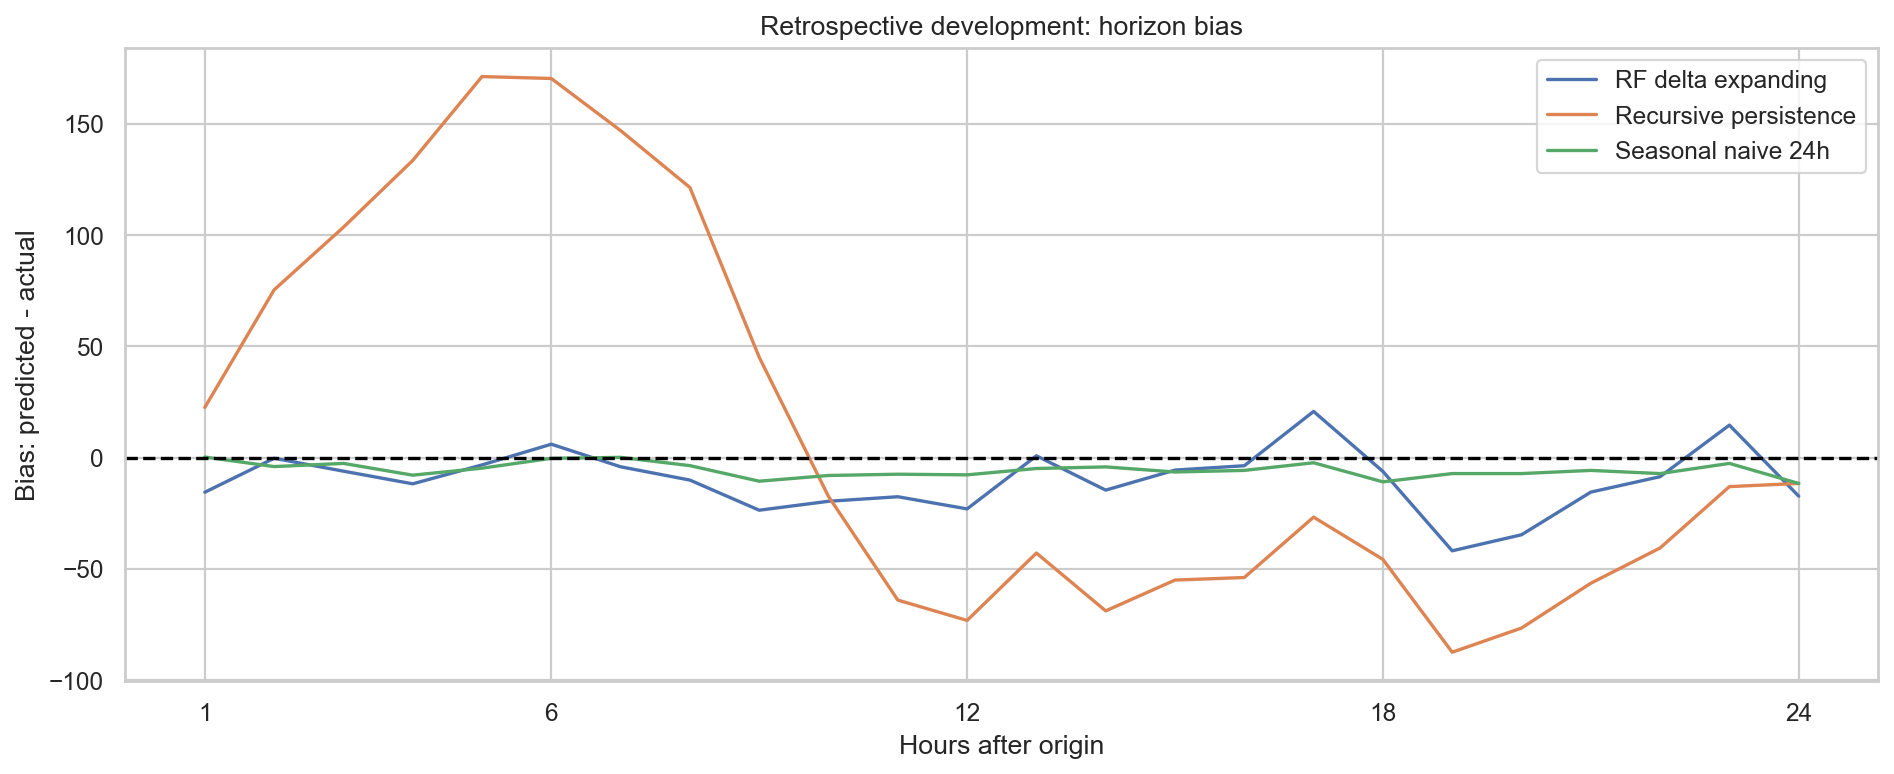 Retrospective development: horizon bias
RF delta expanding
Recursive persistence
Seasonal naive 24h
Bias: predicted - actual
150
100
50
0
−50
−100
1 6 12 18 24
Hours after origin